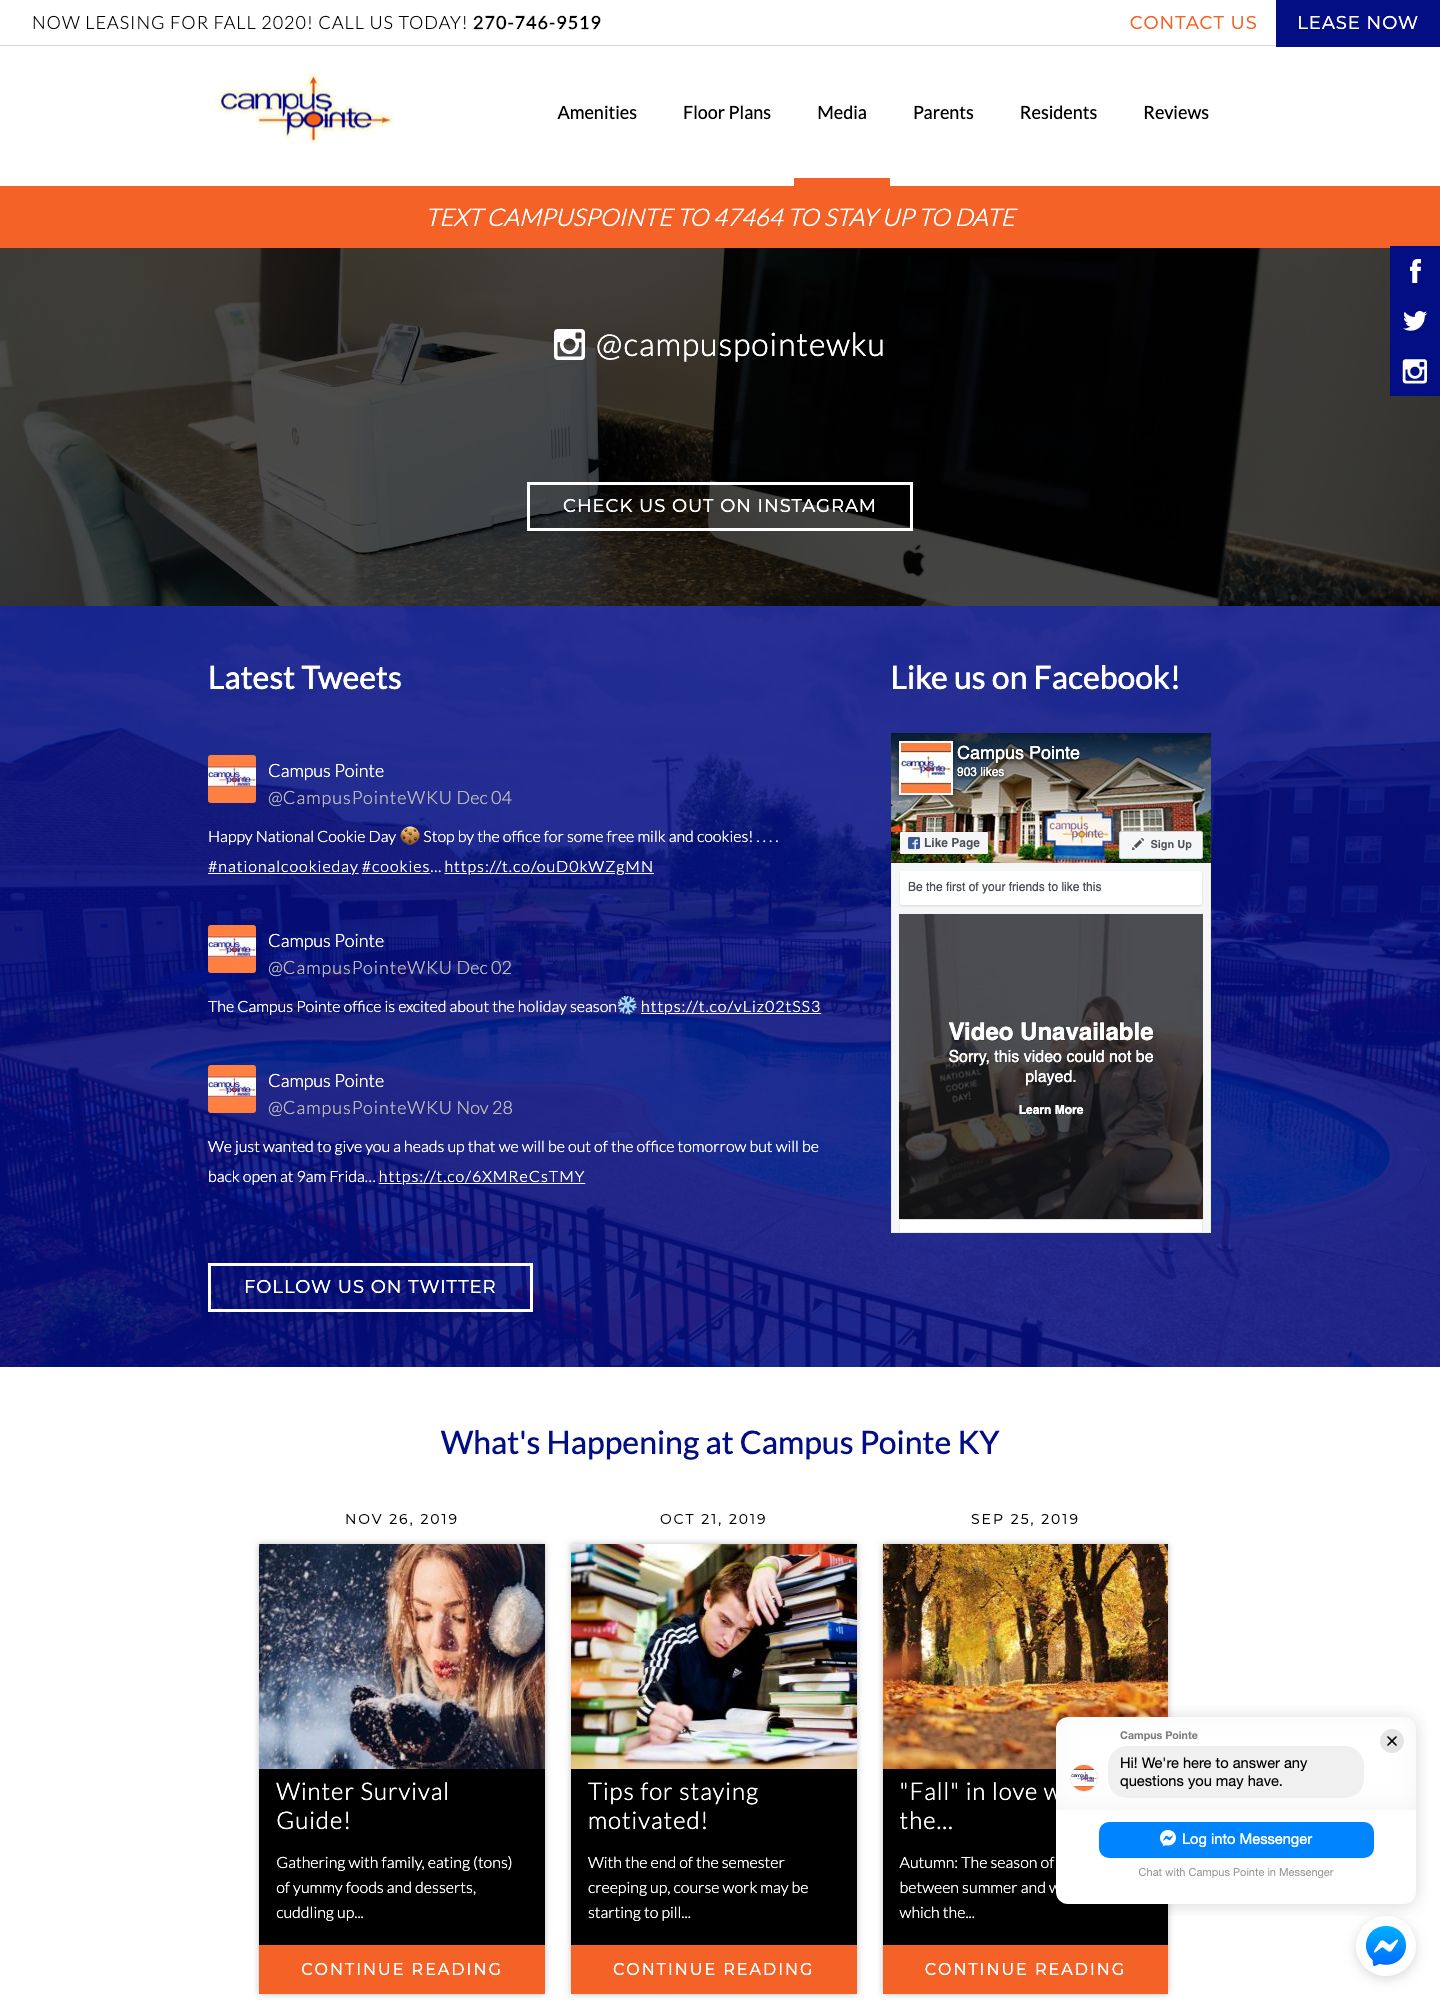 NOW LEASING FOR FALL 2020! CALL US TODAY! 270-746-9519
CONTACT US
LEASE NOW
campus pointe
Amenities
Floor Plans
Media
Parents
Residents
Reviews
TEXT CAMPUSPOINTE TO 47464 TO STAY UP TO DATE
@campuspointewku
CHECK US OUT ON INSTAGRAM
Latest Tweets
Campus Pointe
@CampusPointeWKU Dec 04
Happy National Cookie Day 🍪 Stop by the office for some free milk and cookies! . . . .
#nationalcookieday #cookies… https://t.co/ouD0kWZgMN
Campus Pointe
@CampusPointeWKU Dec 02
The Campus Pointe office is excited about the holiday season❄️ https://t.co/vLiz02tSS3
Campus Pointe
@CampusPointeWKU Nov 28
We just wanted to give you a heads up that we will be out of the office tomorrow but will be
back open at 9am Frida… https://t.co/6XMReCsTMY
FOLLOW US ON TWITTER
Like us on Facebook!
campus pointe
Campus Pointe
903 likes
campus pointe
Like Page
Sign Up
Be the first of your friends to like this
NATIONAL
COOKIE
DAY!
Video Unavailable
Sorry, this video could not be
played.
Learn More
What's Happening at Campus Pointe KY
NOV 26, 2019
Winter Survival
Guide!
Gathering with family, eating (tons)
of yummy foods and desserts,
cuddling up...
CONTINUE READING
OCT 21, 2019
Tips for staying
motivated!
With the end of the semester
creeping up, course work may be
starting to pill...
CONTINUE READING
SEP 25, 2019
"Fall" in love w
the...
Autumn: The season of
between summer and w
which the...
CONTINUE READING
Campus Pointe
Hi! We're here to answer any
questions you may have.
Log into Messenger
Chat with Campus Pointe in Messenger